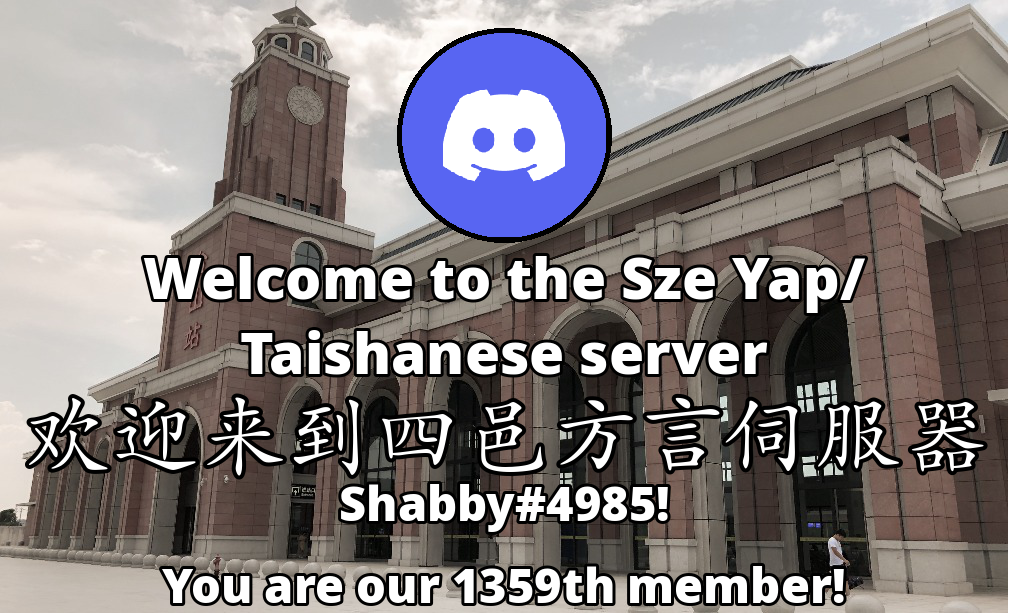 Welcome to the Sze Yap/
Taishanese server
欢迎来到四邑方言伺服器
Shabby#4985!
You are our 1359th member!
站